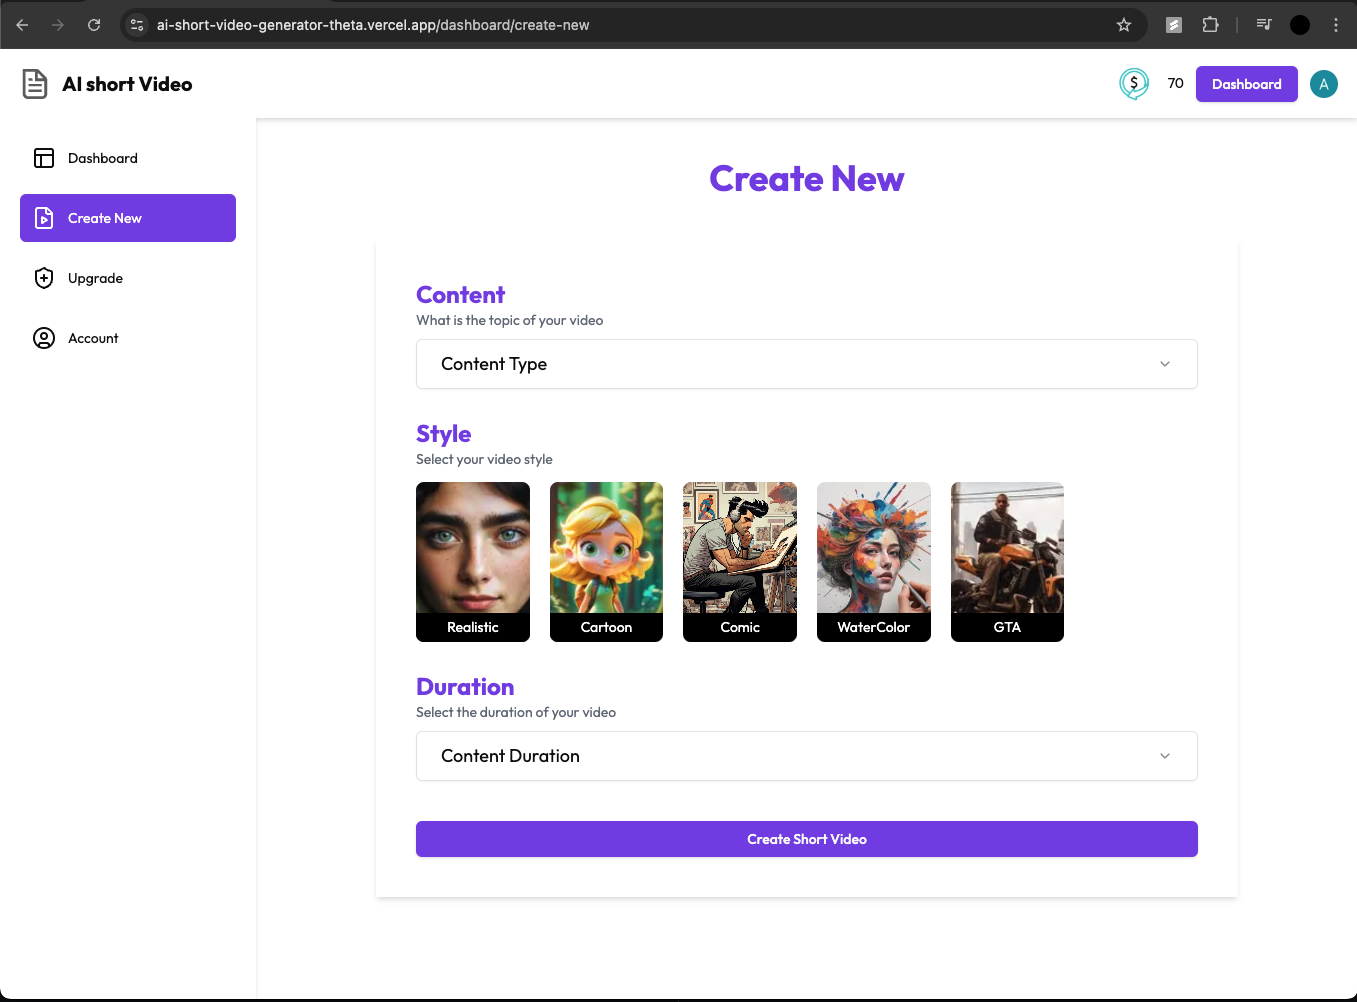 ai-short-video-generator-theta.vercel.app/dashboard/create-new
AI short Video
$ 70 Dashboard A
Dashboard
Create New
Upgrade
Account
Create New
Content
What is the topic of your video
Content Type
Style
Select your video style
Realistic Cartoon Comic WaterColor GTA
Duration
Select the duration of your video
Content Duration
Create Short Video